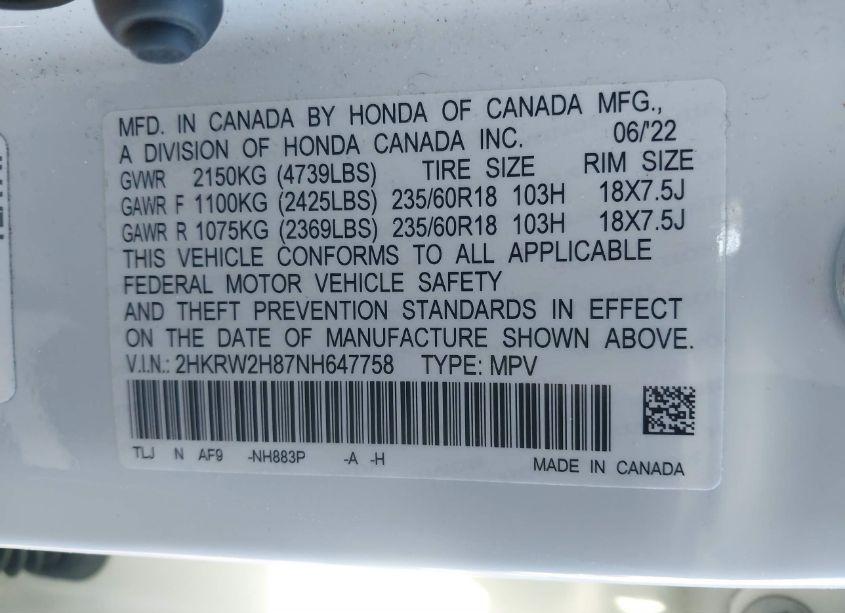 MFD. IN CANADA BY HONDA OF CANADA MFG.,
A DIVISION OF HONDA CANADA INC. 06/'22
GVWR 2150KG (4739LBS) TIRE SIZE RIM SIZE
GAWR F 1100KG (2425LBS) 235/60R18 103H 18X7.5J
GAWR R 1075KG (2369LBS) 235/60R18 103H 18X7.5J
THIS VEHICLE CONFORMS TO ALL APPLICABLE
FEDERAL MOTOR VEHICLE SAFETY
AND THEFT PREVENTION STANDARDS IN EFFECT
ON THE DATE OF MANUFACTURE SHOWN ABOVE.
V.I.N.: 2HKRW2H87NH647758 TYPE: MPV
TLJ N AF9 -NH883P -A -H MADE IN CANADA